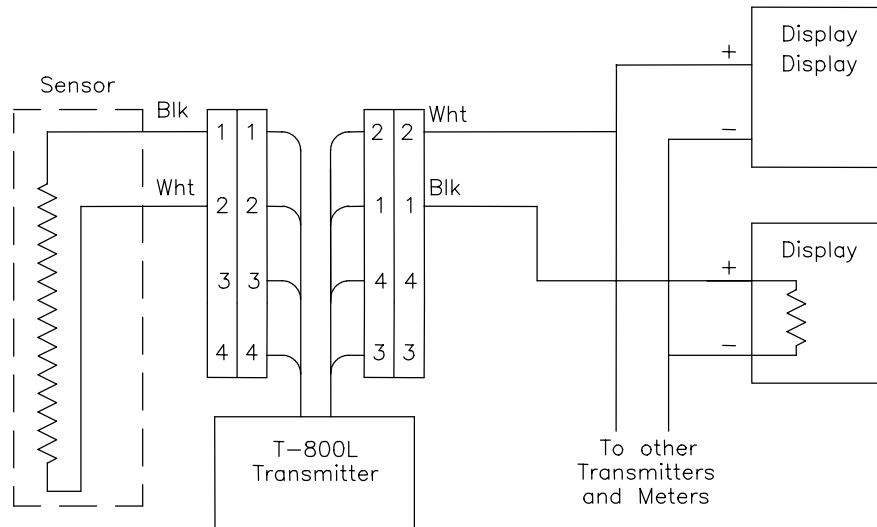 Sensor
Blk
Wht
1 1
2 2
3 3
4 4
2 2
1 1
4 4
3 3
Wht
Blk
T-800L
Transmitter
+
Display
Display
−
+
Display
−
To other
Transmitters
and Meters